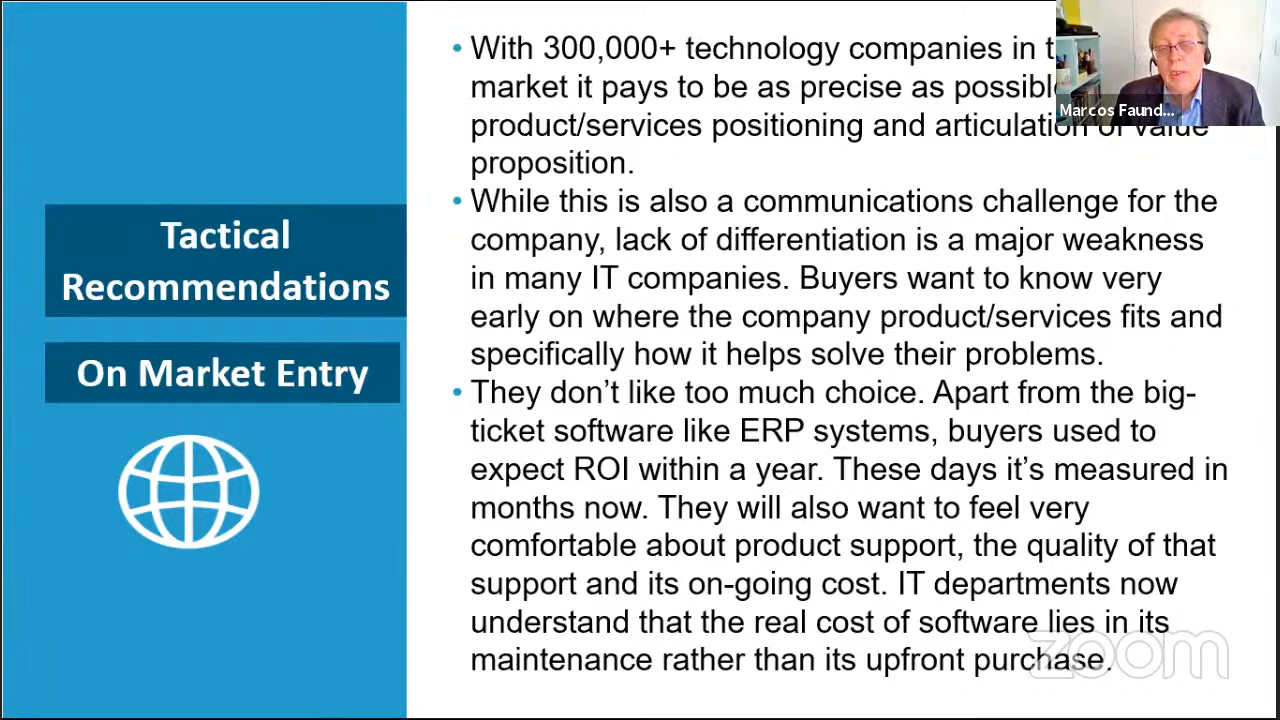 Tactical
Recommendations
On Market Entry
• With 300,000+ technology companies in
market it pays to be as precise as
product/services positioning and articulation of value
proposition.
• While this is also a communications challenge for the
company, lack of differentiation is a major weakness
in many IT companies. Buyers want to know very
early on where the company product/services fits and
specifically how it helps solve their problems.
• They don’t like too much choice. Apart from the big-
ticket software like ERP systems, buyers used to
expect ROI within a year. These days it’s measured in
months now. They will also want to feel very
comfortable about product support, the quality of that
support and its on-going cost. IT departments now
understand that the real cost of software lies in its
maintenance rather than its upfront purchase.
Marcos Faund...
zoom